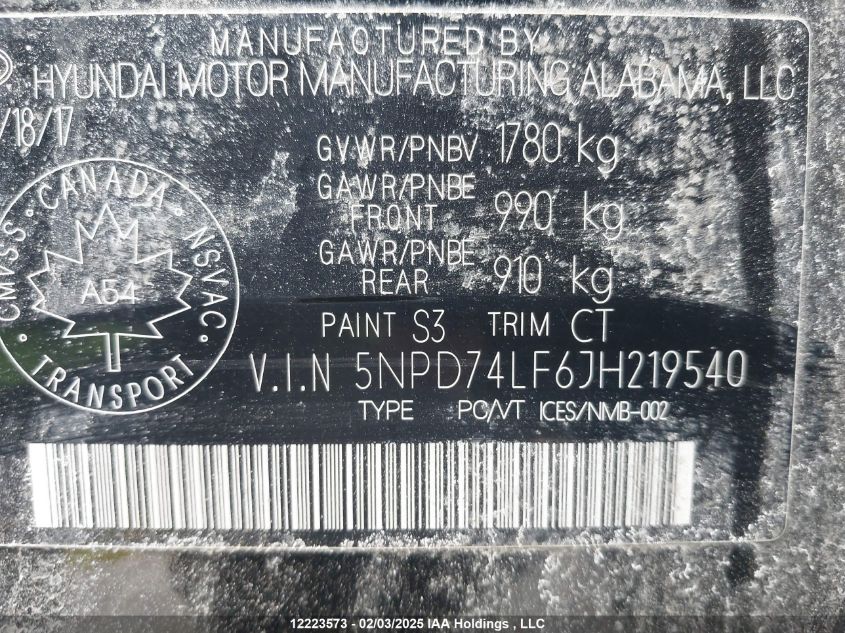 MANUFACTURED BY
HYUNDAI MOTOR MANUFACTURING ALABAMA, LLC
/18/17
GVWR/PNBV 1780 kg
GAWR/PNBE FRONT 990 kg
GAWR/PNBE REAR 910 kg
PAINT S3 TRIM CT
V.I.N 5NPD74LF6JH219540
TYPE PC/VT ICES/NMB-002
CMVSS · CANADA · NSVAC ·
A54
TRANSPORT
12223573 - 02/03/2025 IAA Holdings , LLC